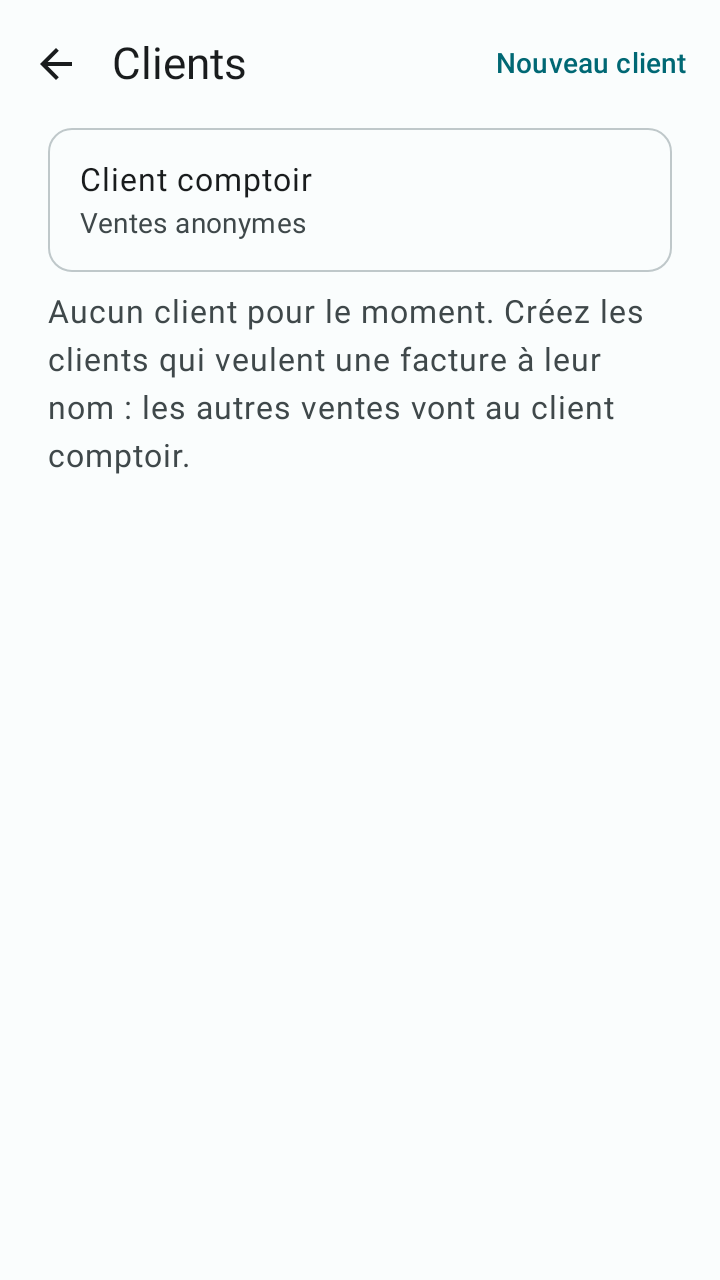 Clients
Nouveau client
Client comptoir
Ventes anonymes
Aucun client pour le moment. Créez les
clients qui veulent une facture à leur
nom : les autres ventes vont au client
comptoir.